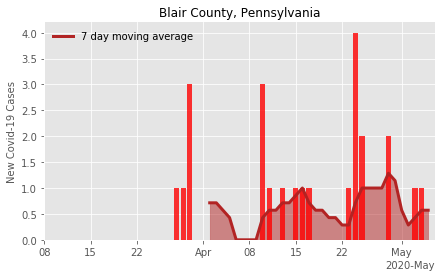 Blair County, Pennsylvania
7 day moving average
New Covid-19 Cases
4.0
3.5
3.0
2.5
2.0
1.5
1.0
0.5
0.0
08
15
22
Apr
08
15
22
May
2020-May